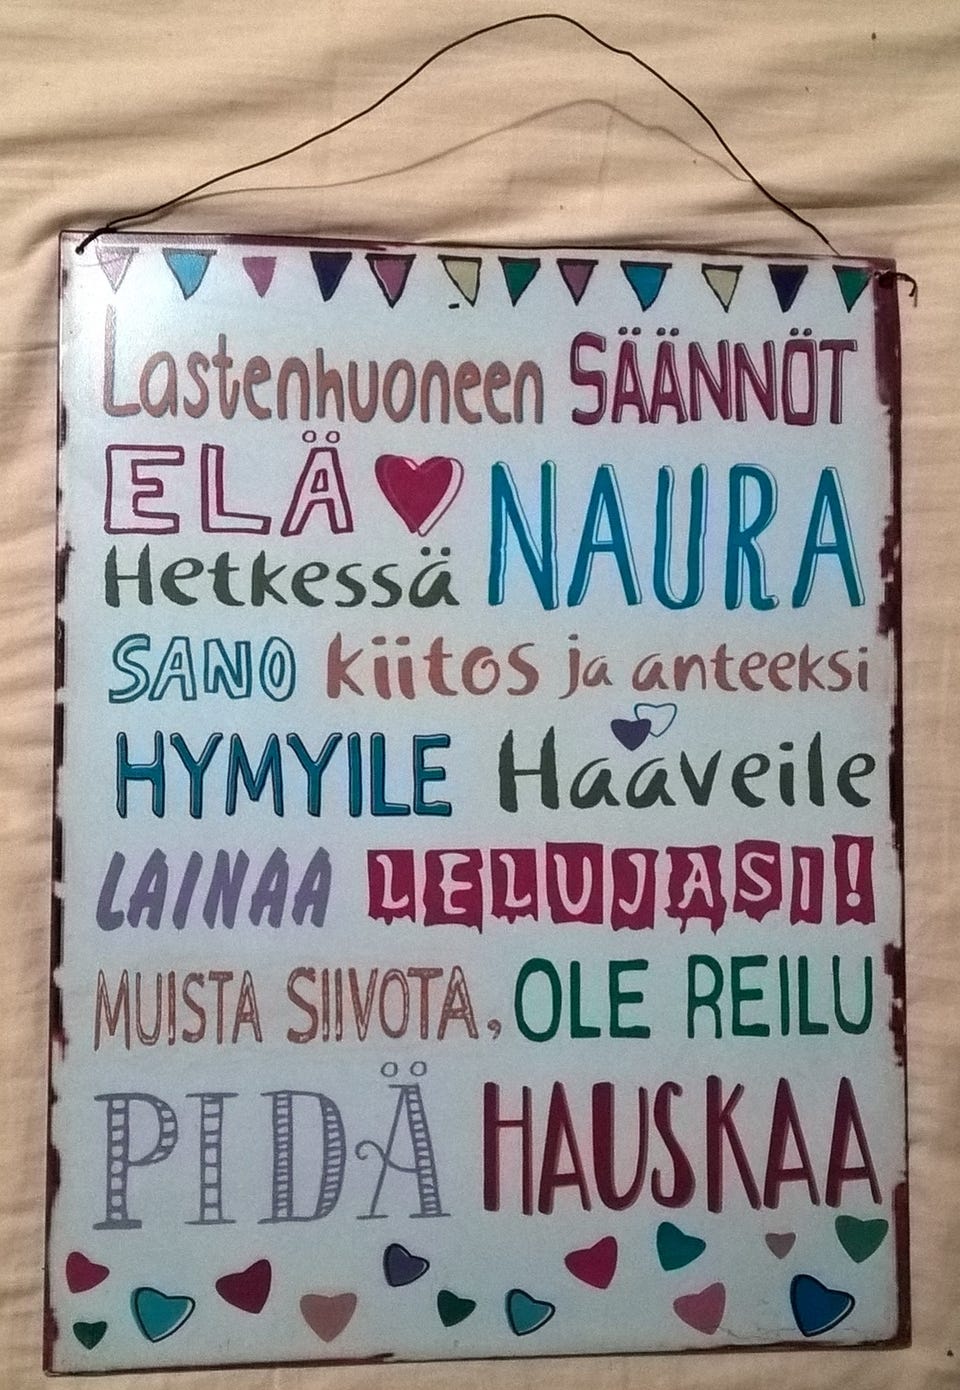 Lastenhuoneen SÄÄNNÖT
ELÄ NAURA
Hetkessä
SANO kiitos ja anteeksi
HYMYILE Haaveile
LAINAA LELUJASI!
MUISTA SIIVOTA, OLE REILU
PIDÄ HAUSKAA